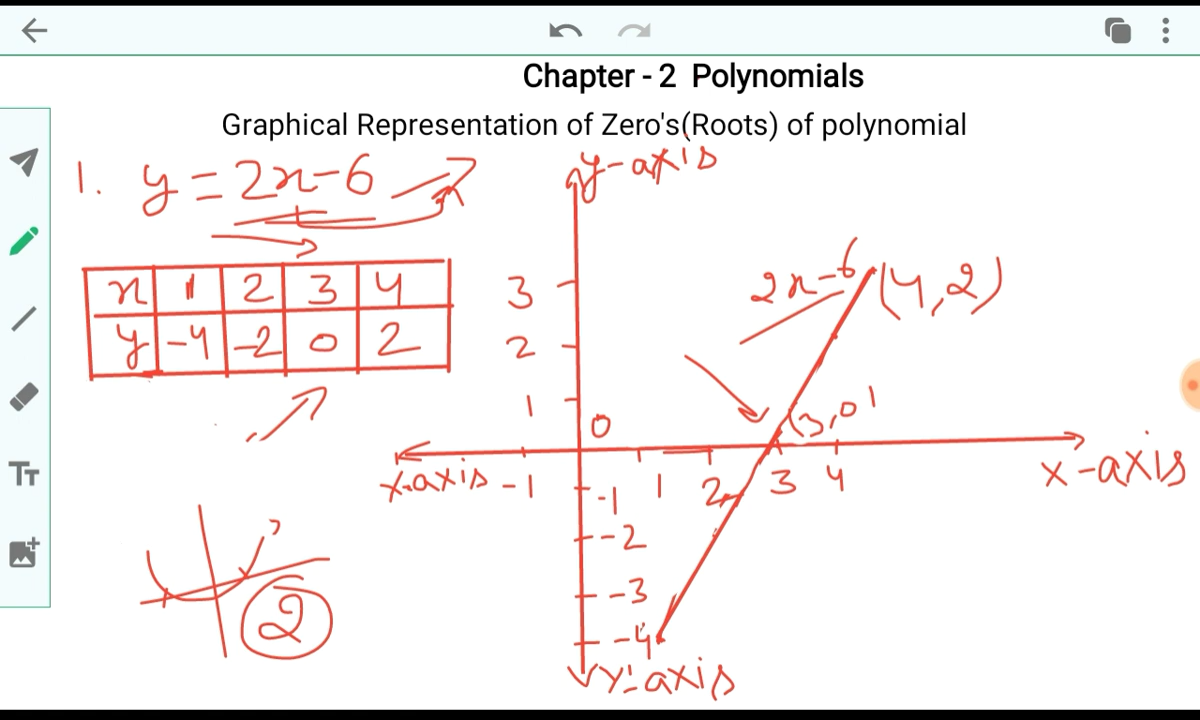 Chapter - 2 Polynomials
Graphical Representation of Zero's(Roots) of polynomial
1. y = 2x-6
x 1 2 3 4
y -4 -2 0 2
y-axis
3
2
1
0
2x-6 (4,2)
(3,0)
x-axis -1 1 2 3 4 x-axis
-1
-2
-3
-4
y-axis
2
TT